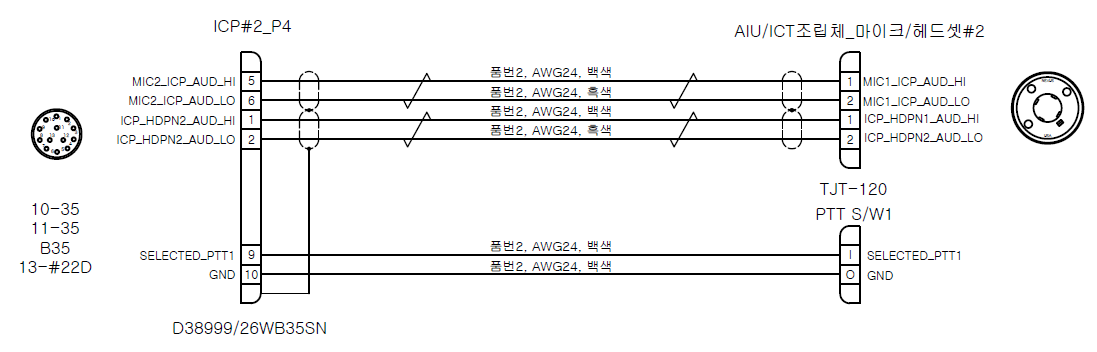 ICP#2_P4
AIU/ICT조립체_마이크/헤드셋#2
MIC2_ICP_AUD_HI 5 품번2, AWG24, 백색 1 MIC1_ICP_AUD_HI
MIC2_ICP_AUD_LO 6 품번2, AWG24, 흑색 2 MIC1_ICP_AUD_LO
ICP_HDPN2_AUD_HI 1 품번2, AWG24, 백색 1 ICP_HDPN1_AUD_HI
ICP_HDPN2_AUD_LO 2 품번2, AWG24, 흑색 2 ICP_HDPN2_AUD_LO
TJT-120
PTT S/W1
10-35
11-35
B35
13-#22D
SELECTED_PTT1 9 품번2, AWG24, 백색 I SELECTED_PTT1
GND 10 품번2, AWG24, 백색 O GND
D38999/26WB35SN